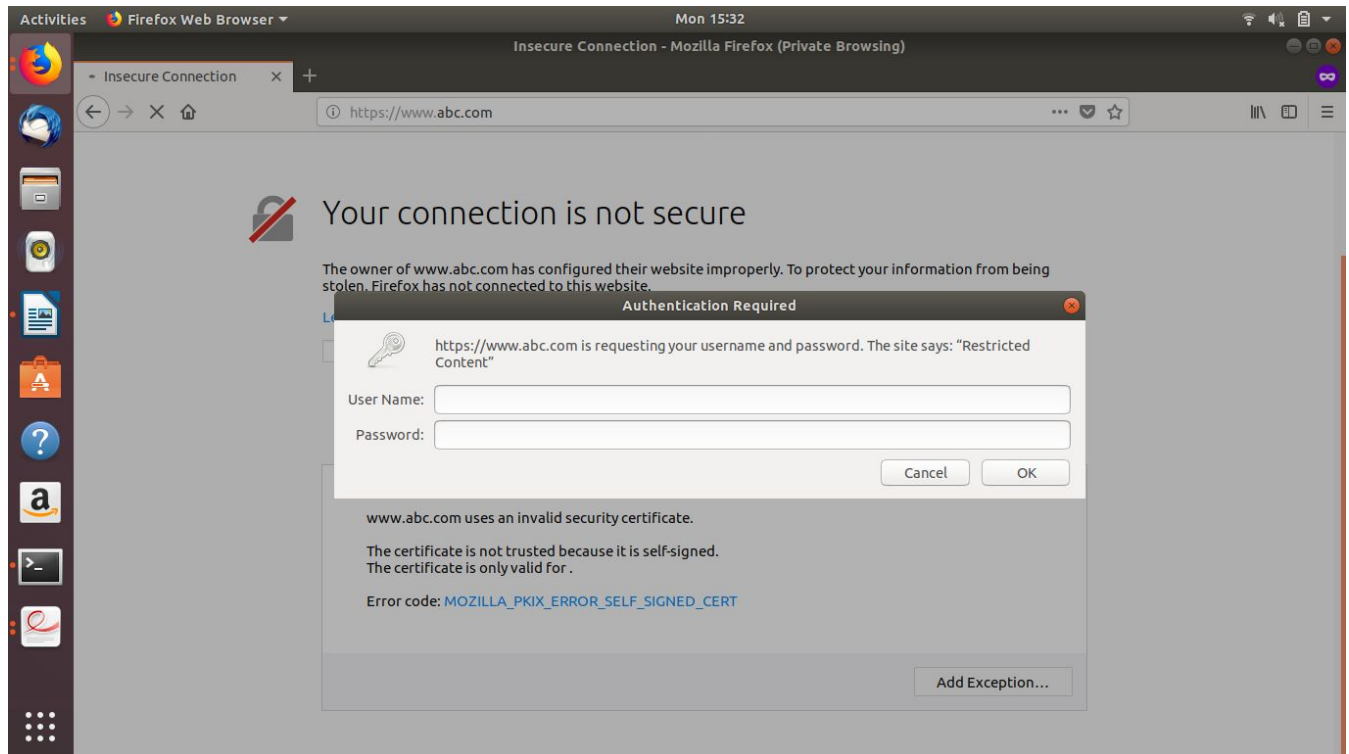 Activities Firefox Web Browser Mon 15:32
Insecure Connection - Mozilla Firefox (Private Browsing)
Insecure Connection
https://www.abc.com
Your connection is not secure
The owner of www.abc.com has configured their website improperly. To protect your information from being
stolen, Firefox has not connected to this website.
Authentication Required
https://www.abc.com is requesting your username and password. The site says: “Restricted
Content”
User Name:
Password:
Cancel OK
www.abc.com uses an invalid security certificate.
The certificate is not trusted because it is self-signed.
The certificate is only valid for .
Error code: MOZILLA_PKIX_ERROR_SELF_SIGNED_CERT
Add Exception...